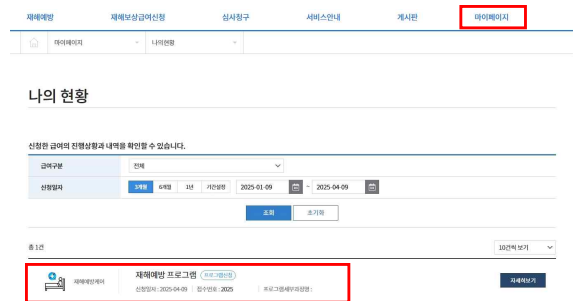 재해예방 재해보상급여신청 심사청구 서비스안내 게시판 마이페이지
마이페이지 나의현황
나의 현황
신청한 급여의 진행상황과 내역을 확인할 수 있습니다.
급여구분 전체
신청일자 3개월 6개월 1년 기간설정 2025-01-09 - 2025-04-09
조회 초기화
총 1건 10건씩 보기
재해예방케어 재해예방 프로그램 프로그램신청 자세히보기
신청일자 : 2025-04-09 접수번호 : 2025 프로그램세부과정명 :